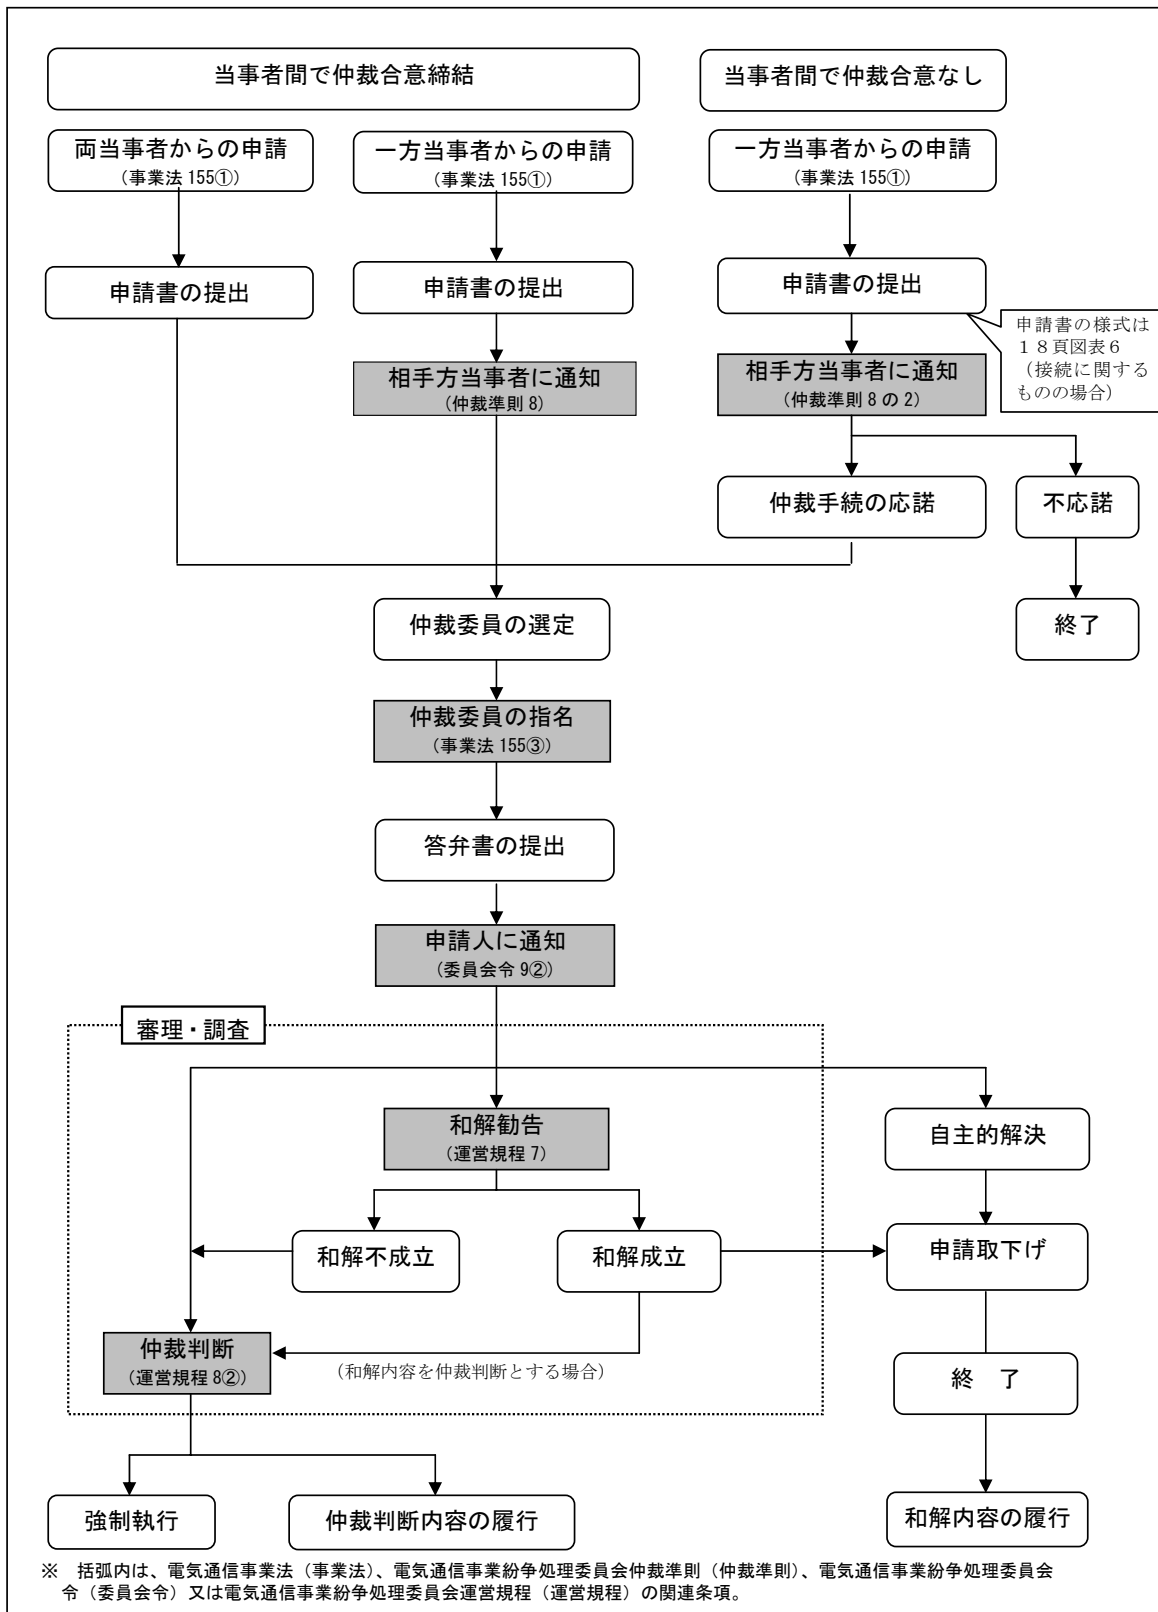 当事者間で仲裁合意締結
当事者間で仲裁合意なし
両当事者からの申請
（事業法 155①）
一方当事者からの申請
（事業法 155①）
一方当事者からの申請
（事業法 155①）
申請書の提出
申請書の提出
申請書の提出
申請書の様式は
１８頁図表６
（接続に関する
ものの場合）
相手方当事者に通知
（仲裁準則 8）
相手方当事者に通知
（仲裁準則 8 の 2）
仲裁手続の応諾
不応諾
仲裁委員の選定
終了
仲裁委員の指名
（事業法 155③）
答弁書の提出
申請人に通知
（委員会令 9②）
審理・調査
和解勧告
（運営規程 7）
自主的解決
和解不成立
和解成立
申請取下げ
仲裁判断
（運営規程 8②）
（和解内容を仲裁判断とする場合）
終　了
強制執行
仲裁判断内容の履行
和解内容の履行
※　括弧内は、電気通信事業法（事業法）、電気通信事業紛争処理委員会仲裁準則（仲裁準則）、電気通信事業紛争処理委員会
令（委員会令）又は電気通信事業紛争処理委員会運営規程（運営規程）の関連条項。